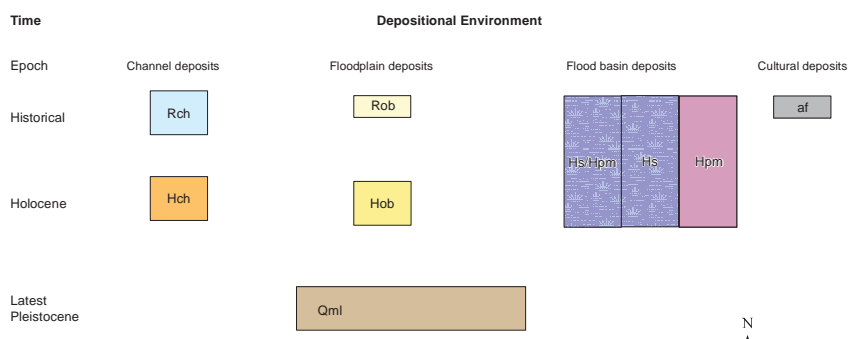 Time Depositional Environment
Epoch Channel deposits Floodplain deposits Flood basin deposits Cultural deposits
Historical Rch Rob af
Hs/Hpm Hs Hpm
Holocene Hch Hob
Latest
Pleistocene
Qml
N